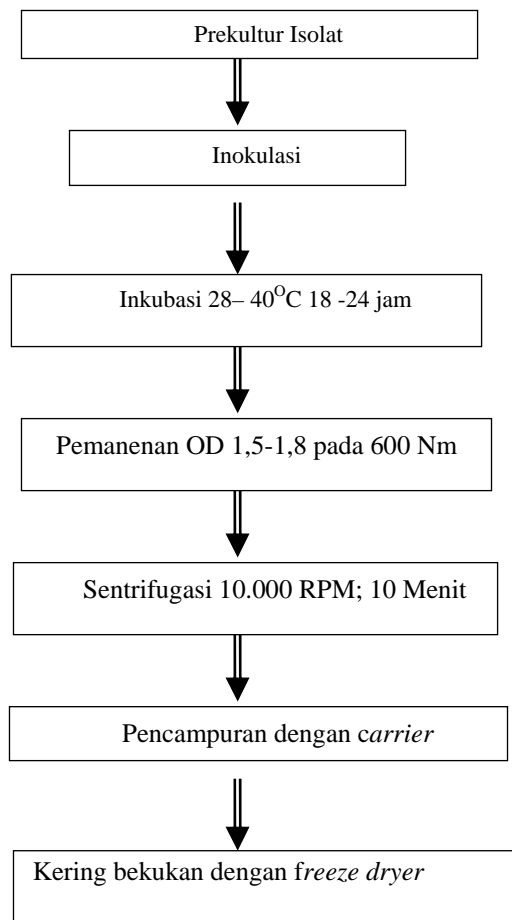 Prekultur Isolat
Inokulasi
Inkubasi 28– 40ᴼC 18 -24 jam
Pemanenan OD 1,5-1,8 pada 600 Nm
Sentrifugasi 10.000 RPM; 10 Menit
Pencampuran dengan carrier
Kering bekukan dengan freeze dryer